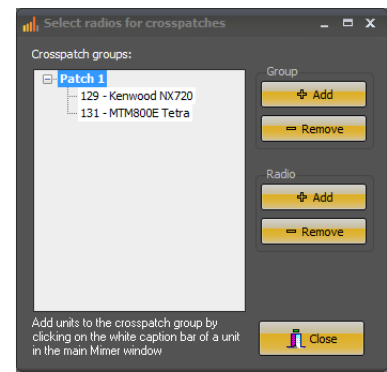 Select radios for crosspatches
Crosspatch groups:
Patch 1
129 - Kenwood NX720
131 - MTM800E Tetra
Group
Add
Remove
Radio
Add
Remove
Add units to the crosspatch group by
clicking on the white caption bar of a unit
in the main Mimer window
Close